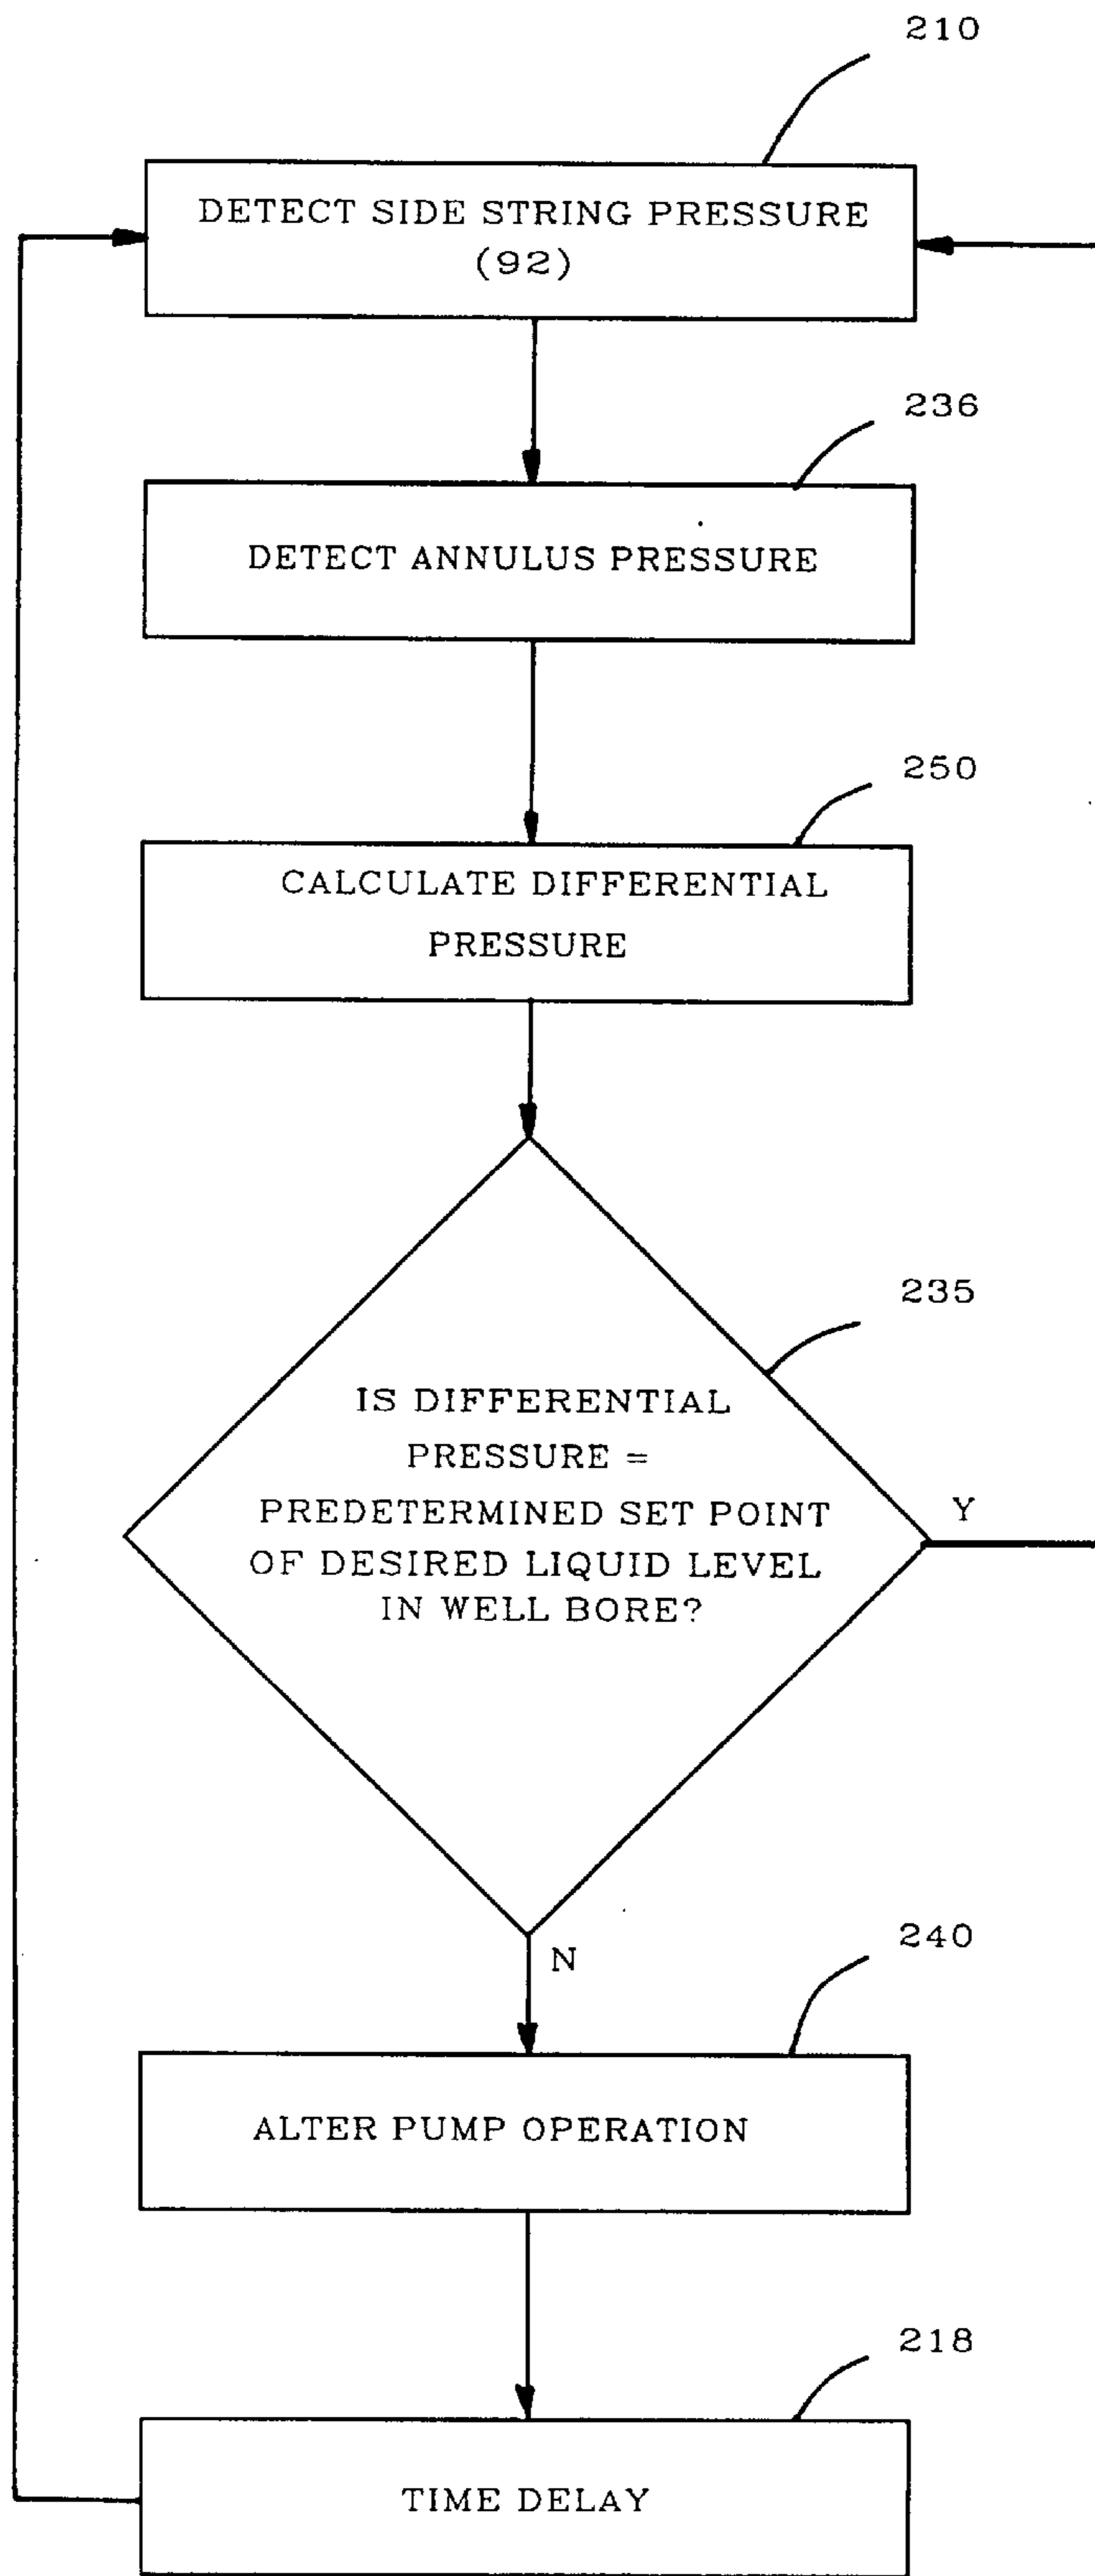 210
DETECT SIDE STRING PRESSURE
(92)
236
DETECT ANNULUS PRESSURE
250
CALCULATE DIFFERENTIAL
PRESSURE
235
IS DIFFERENTIAL
PRESSURE =
PREDETERMINED SET POINT
OF DESIRED LIQUID LEVEL
IN WELL BORE?
Y
N
240
ALTER PUMP OPERATION
218
TIME DELAY